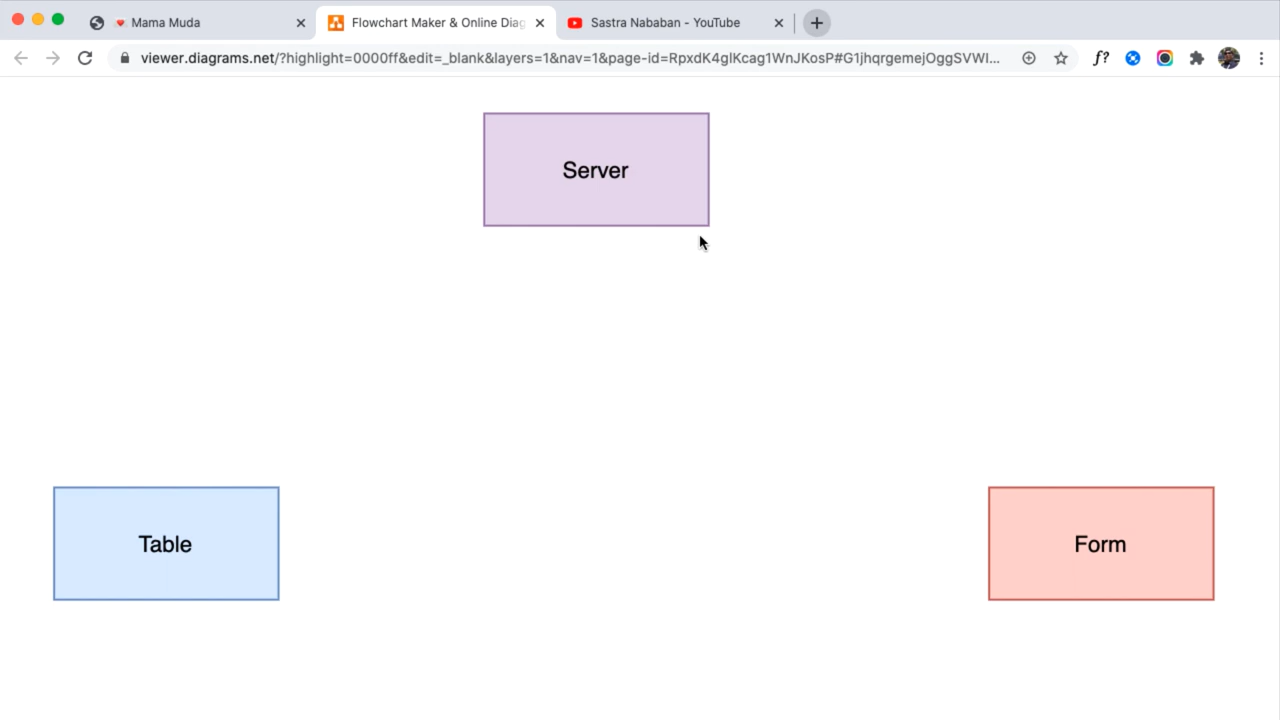 Mama Muda
Flowchart Maker & Online Diag
Sastra Nababan - YouTube
viewer.diagrams.net/?highlight=0000ff&edit=_blank&layers=1&nav=1&page-id=RpxdK4glKcag1WnJKosP#G1jhqrgemejOggSVWI...
f?
Server
Table
Form